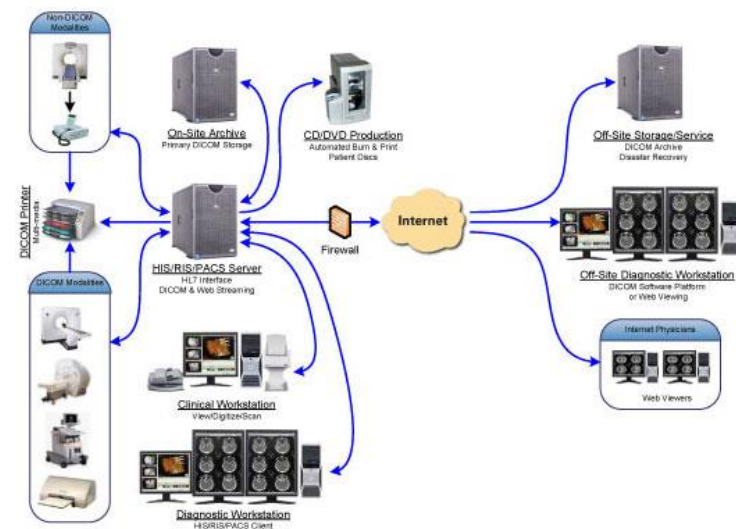 Non-DICOM
Modalities
On-Site Archive
Primary DICOM Storage
CD/DVD Production
Automated Burn & Print
Patient Discs
Off-Site Storage/Service
DICOM Archive
Disaster Recovery
DICOM Printer
Multi-media
HIS/RIS/PACS Server
HL7 Interface
DICOM & Web Streaming
Firewall
Internet
Off-Site Diagnostic Workstation
DICOM Software Platform
or Web Viewing
DICOM Modalities
Internet Physicians
Web Viewers
Clinical Workstation
View/Digitize/Scan
Diagnostic Workstation
HIS/RIS/PACS Client